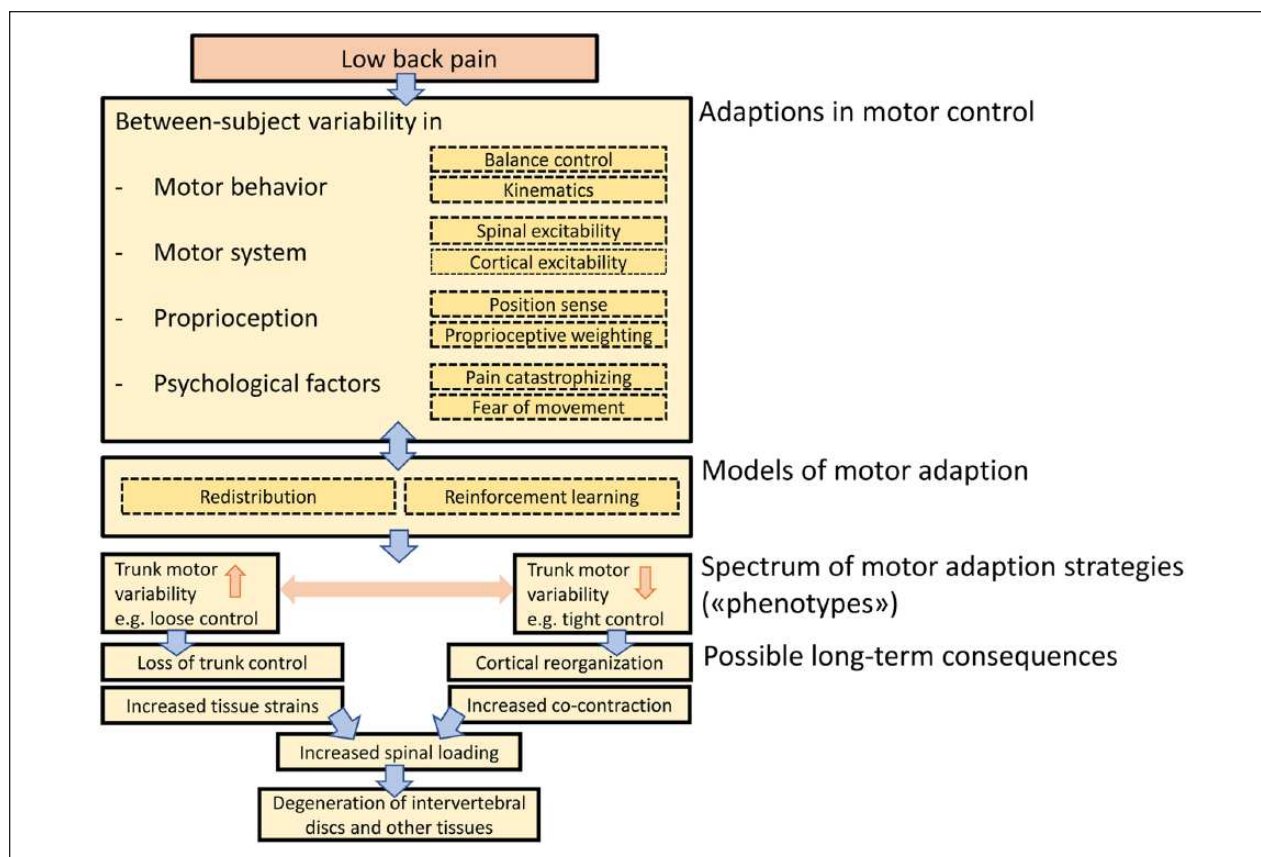 Low back pain
Adaptions in motor control
Between-subject variability in
- Motor behavior
Balance control
Kinematics
- Motor system
Spinal excitability
Cortical excitability
- Proprioception
Position sense
Proprioceptive weighting
- Psychological factors
Pain catastrophizing
Fear of movement
Models of motor adaption
Redistribution
Reinforcement learning
Spectrum of motor adaption strategies
(«phenotypes»)
Trunk motor
variability
e.g. loose control
Trunk motor
variability
e.g. tight control
Possible long-term consequences
Loss of trunk control
Cortical reorganization
Increased tissue strains
Increased co-contraction
Increased spinal loading
Degeneration of intervertebral
discs and other tissues